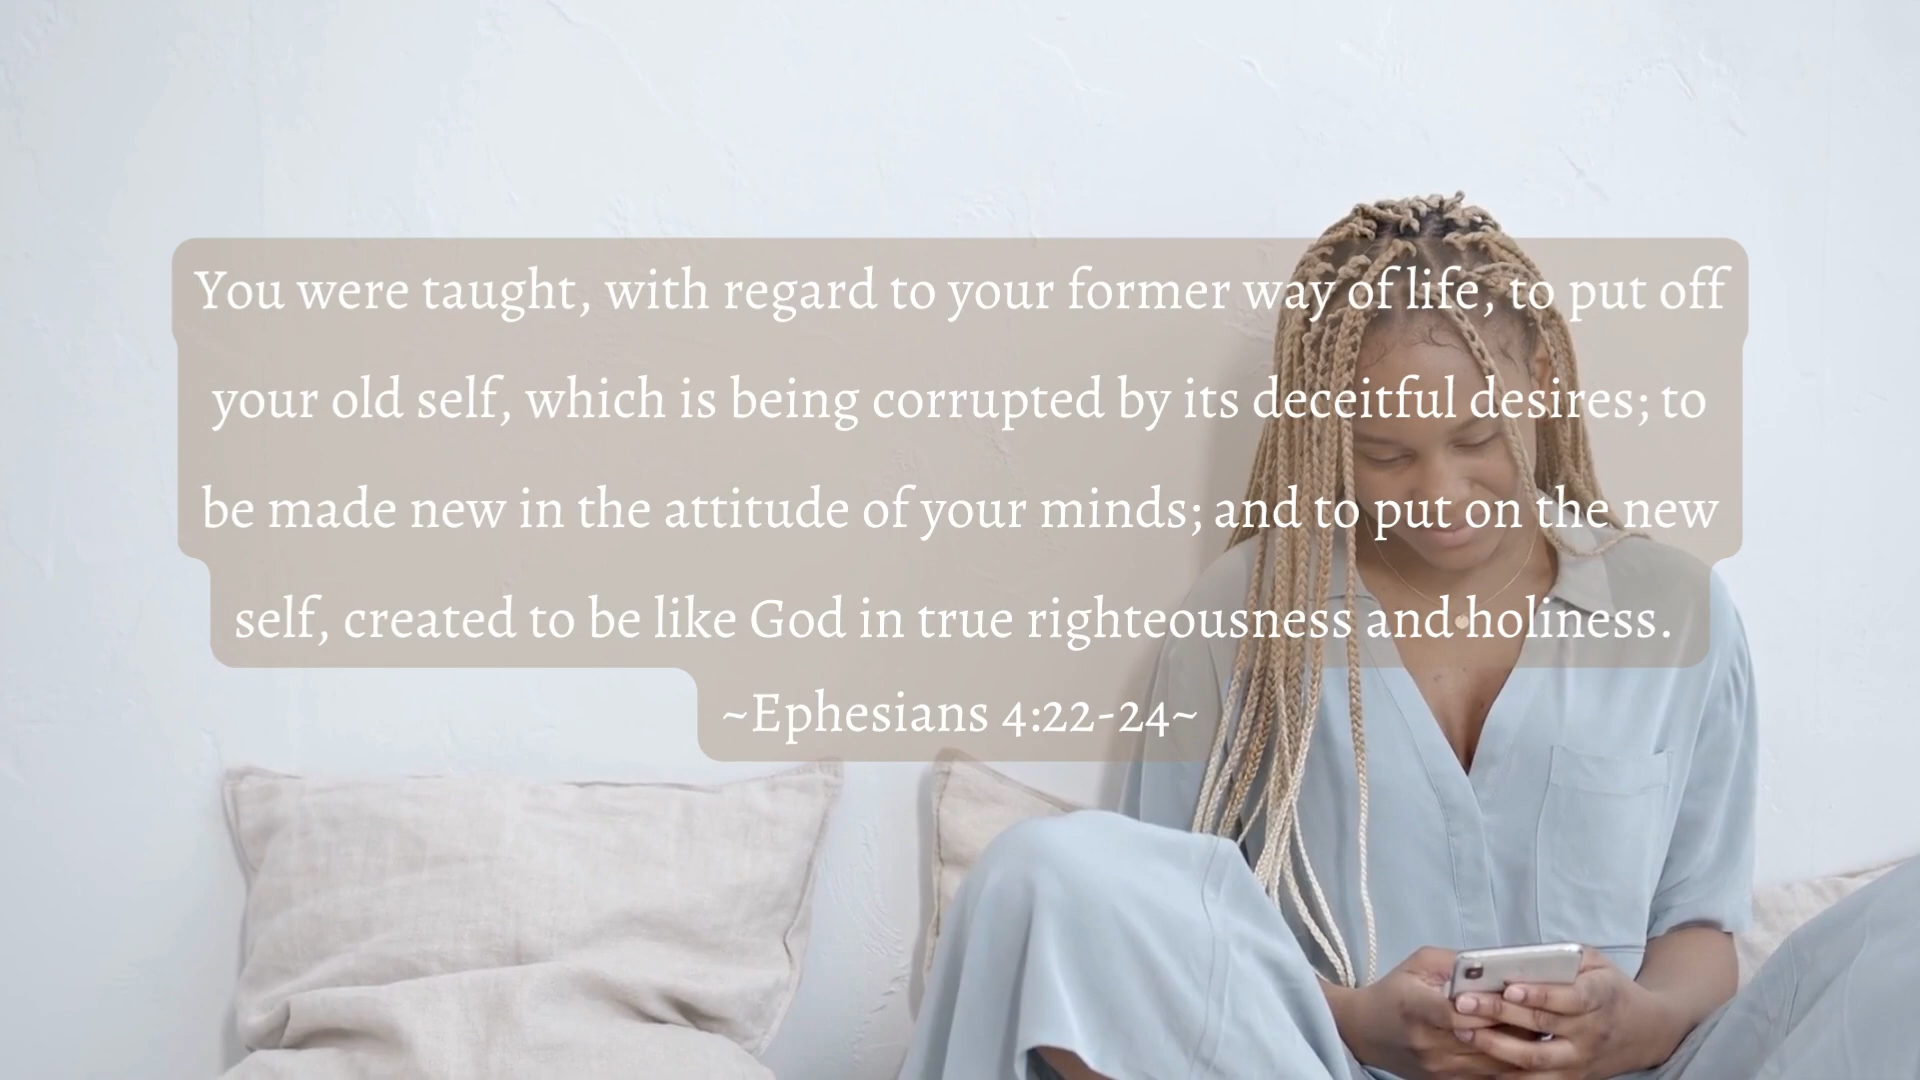 You were taught, with regard to your former way of life, to put off
your old self, which is being corrupted by its deceitful desires; to
be made new in the attitude of your minds; and to put on the new
self, created to be like God in true righteousness and holiness.
~Ephesians 4:22-24~